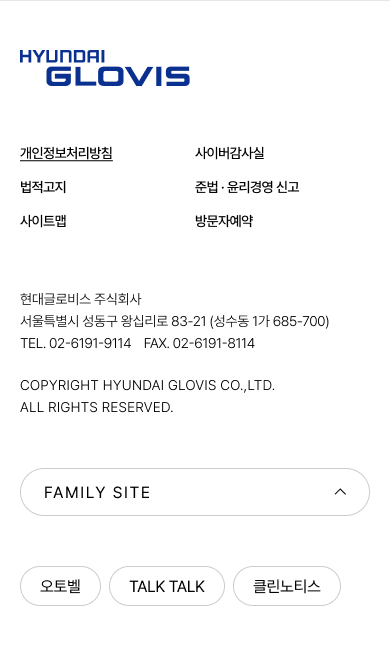 HYUNDAI
GLOVIS
개인정보처리방침
사이버감사실
법적고지
준법 · 윤리경영 신고
사이트맵
방문자예약
현대글로비스 주식회사
서울특별시 성동구 왕십리로 83-21 (성수동 1가 685-700)
TEL. 02-6191-9114 FAX. 02-6191-8114
COPYRIGHT HYUNDAI GLOVIS CO.,LTD.
ALL RIGHTS RESERVED.
FAMILY SITE
오토벨
TALK TALK
클린노티스